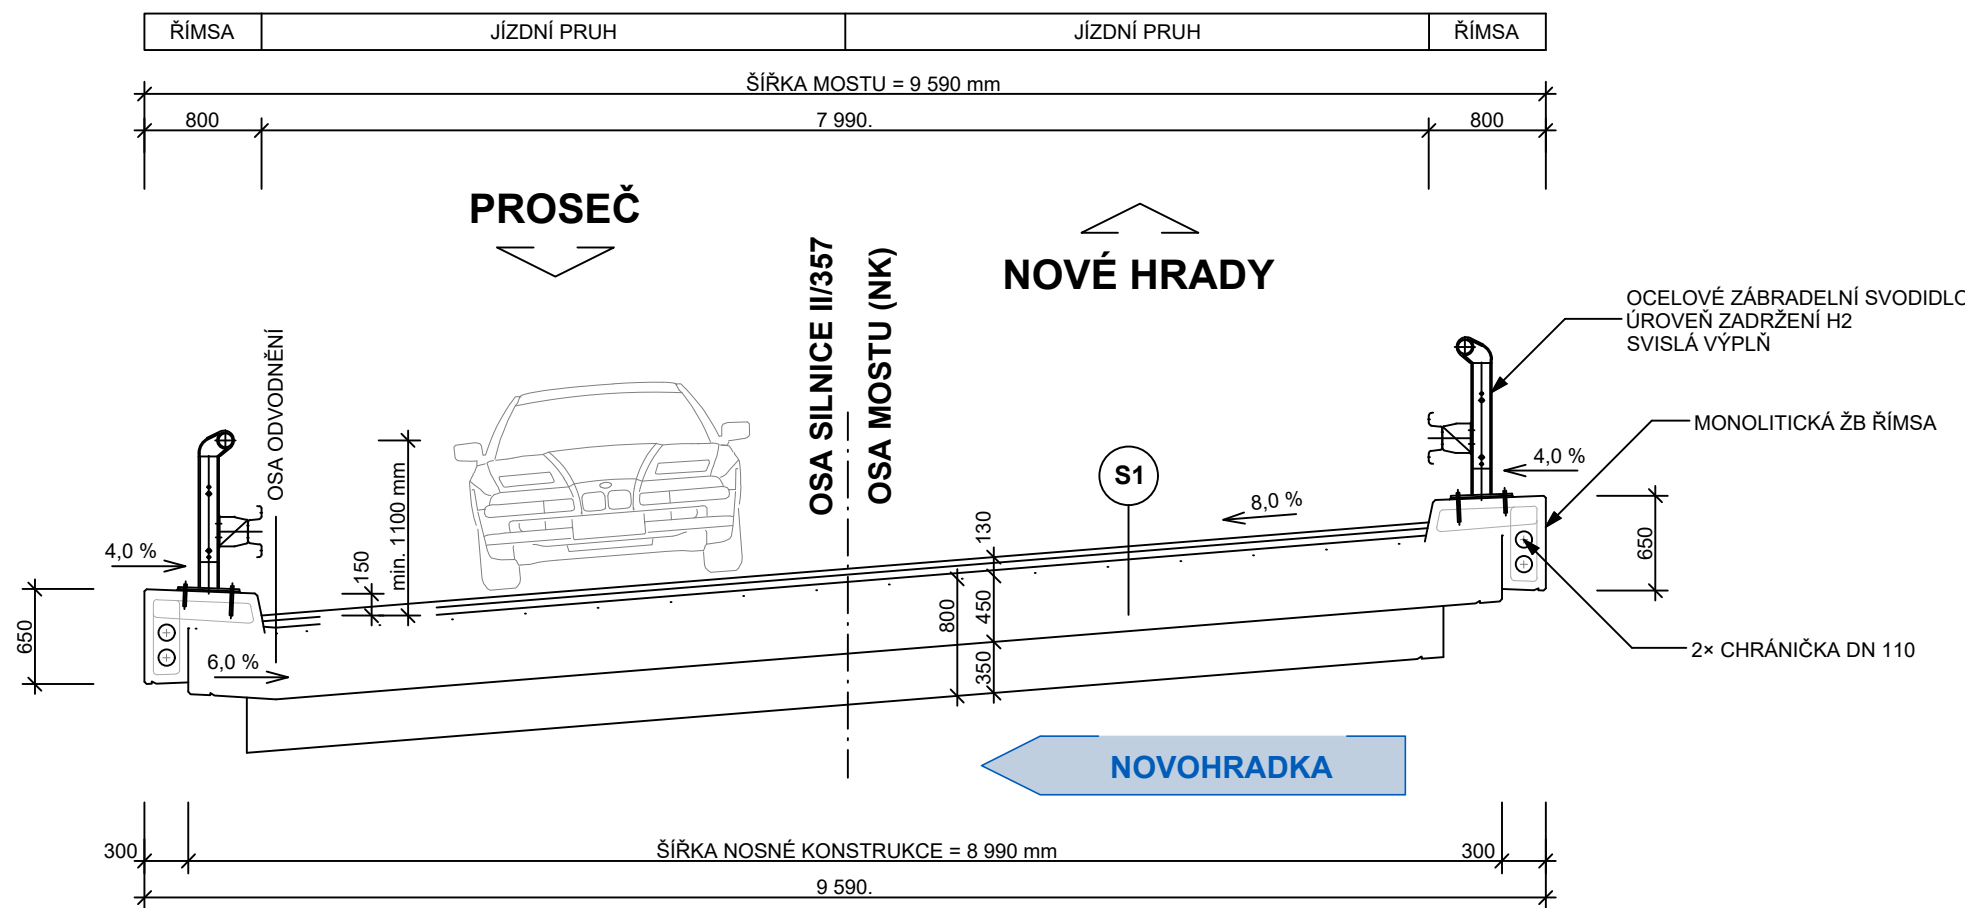 ŘÍMSA JÍZDNÍ PRUH JÍZDNÍ PRUH ŘÍMSA
ŠÍŘKA MOSTU = 9 590 mm
800 7 990. 800
PROSEČ
NOVÉ HRADY
OSA SILNICE II/357
OSA MOSTU (NK)
OCELOVÉ ZÁBRADELNÍ SVODIDLO
ÚROVEŇ ZADRŽENÍ H2
SVISLÁ VÝPLŇ
OSA ODVODNĚNÍ
MONOLITICKÁ ŽB ŘÍMSA
4,0 %
S1
8,0 %
min. 1100 mm
130
4,0 %
150
650
800
450
350
650
6,0 %
2× CHRÁNIČKA DN 110
NOVOHRADKA
300 ŠÍŘKA NOSNÉ KONSTRUKCE = 8 990 mm 300
9 590.